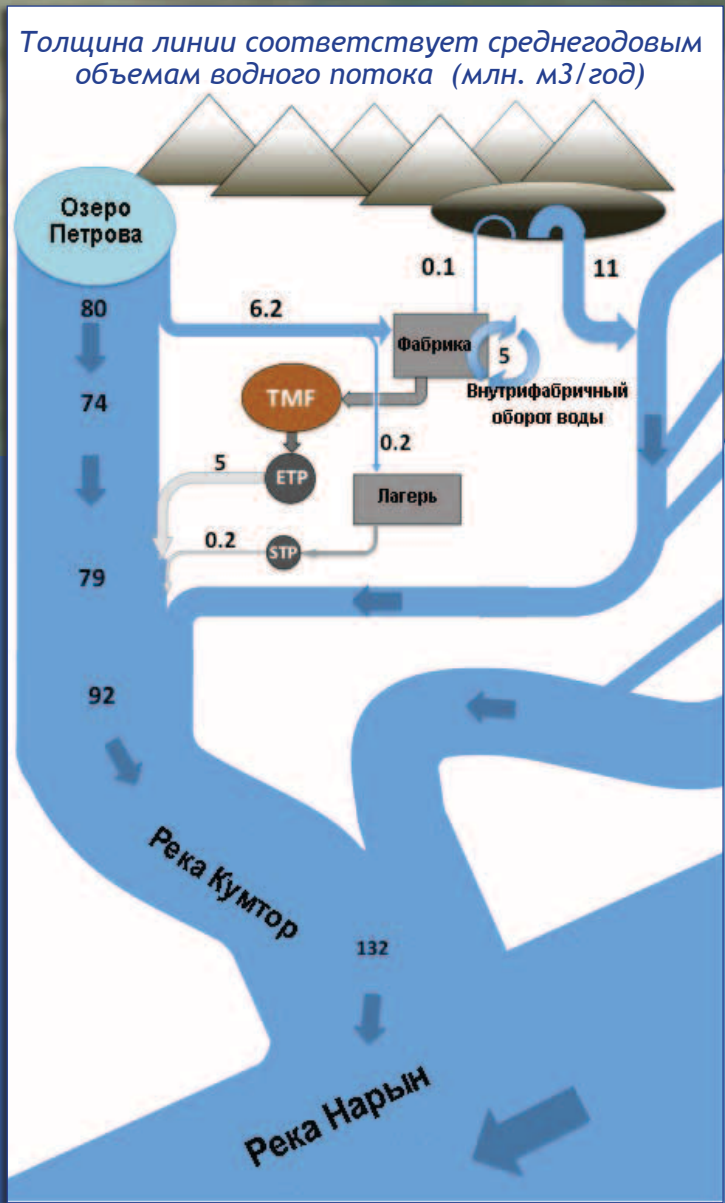 Толщина линии соответствует среднегодовым
объемам водного потока (млн. м3/год)
Озеро
Петрова
80
6.2
0.1
11
Фабрика
5
Внутрифабричный
оборот воды
74
TMF
0.2
5
ETP
Лагерь
0.2
STP
79
92
Река Кумтор
132
Река Нарын